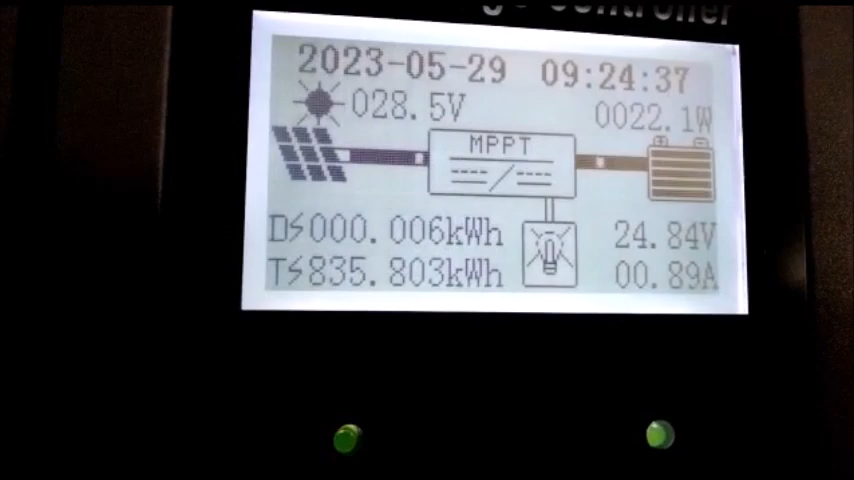 Controller
2023-05-29 09:24:37
028.5V 0022.1W
MPPT
D⚡000.006kWh 24.84V
T⚡835.803kWh 00.89A